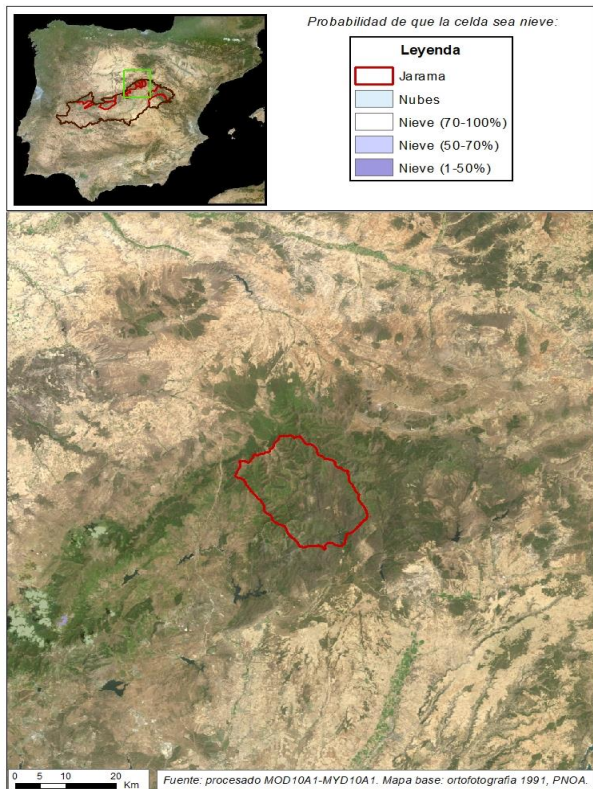 Probabilidad de que la celda sea nieve:
Leyenda
Jarama
Nubes
Nieve (70-100%)
Nieve (50-70%)
Nieve (1-50%)
0 5 10 20
Km
Fuente: procesado MOD10A1-MYD10A1. Mapa base: ortofotografia 1991, PNOA.